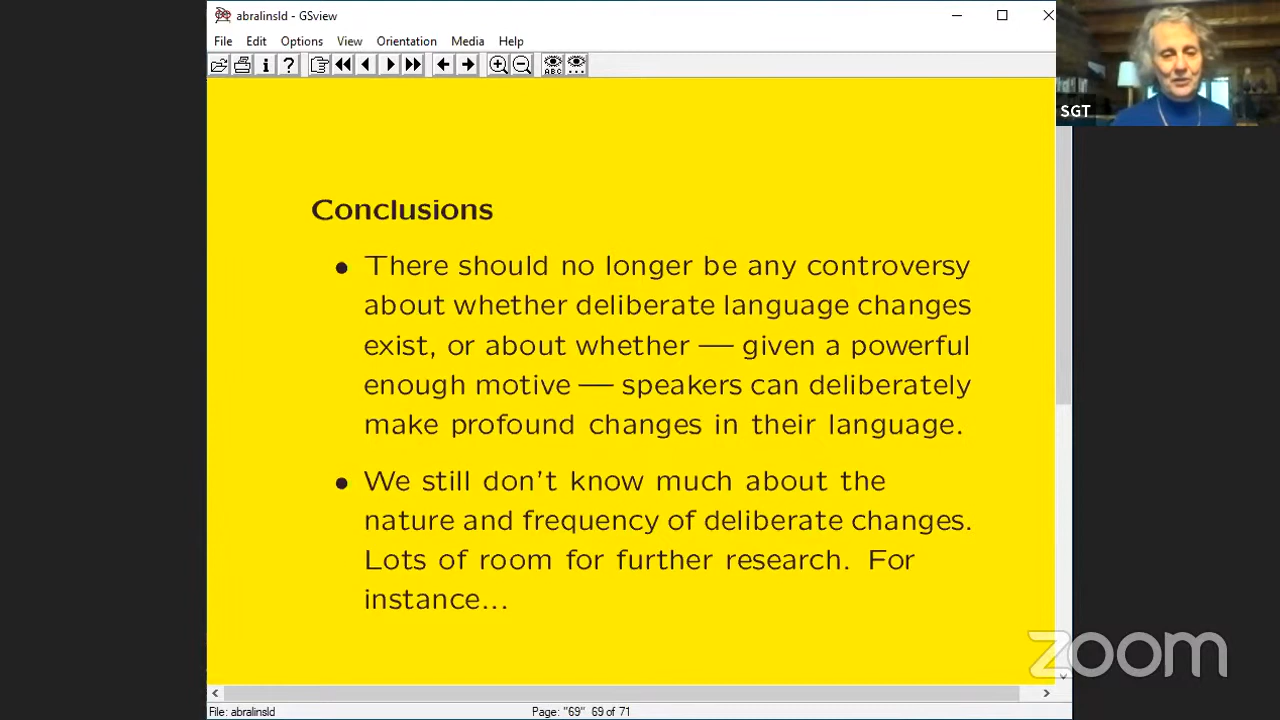 abralinsld - GSview
File Edit Options View Orientation Media Help
ABC
SGT
Conclusions
• There should no longer be any controversy
about whether deliberate language changes
exist, or about whether — given a powerful
enough motive — speakers can deliberately
make profound changes in their language.
• We still don't know much about the
nature and frequency of deliberate changes.
Lots of room for further research. For
instance...
zoom
File: abralinsld Page: "69" 69 of 71